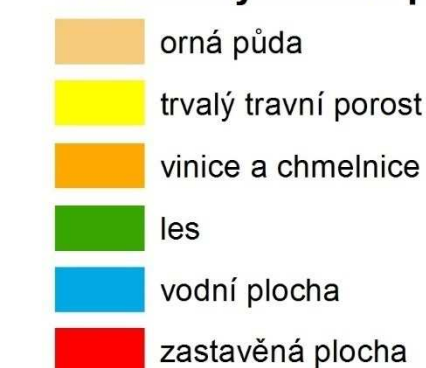 orná půda
trvalý travní porost
vinice a chmelnice
les
vodní plocha
zastavěná plocha